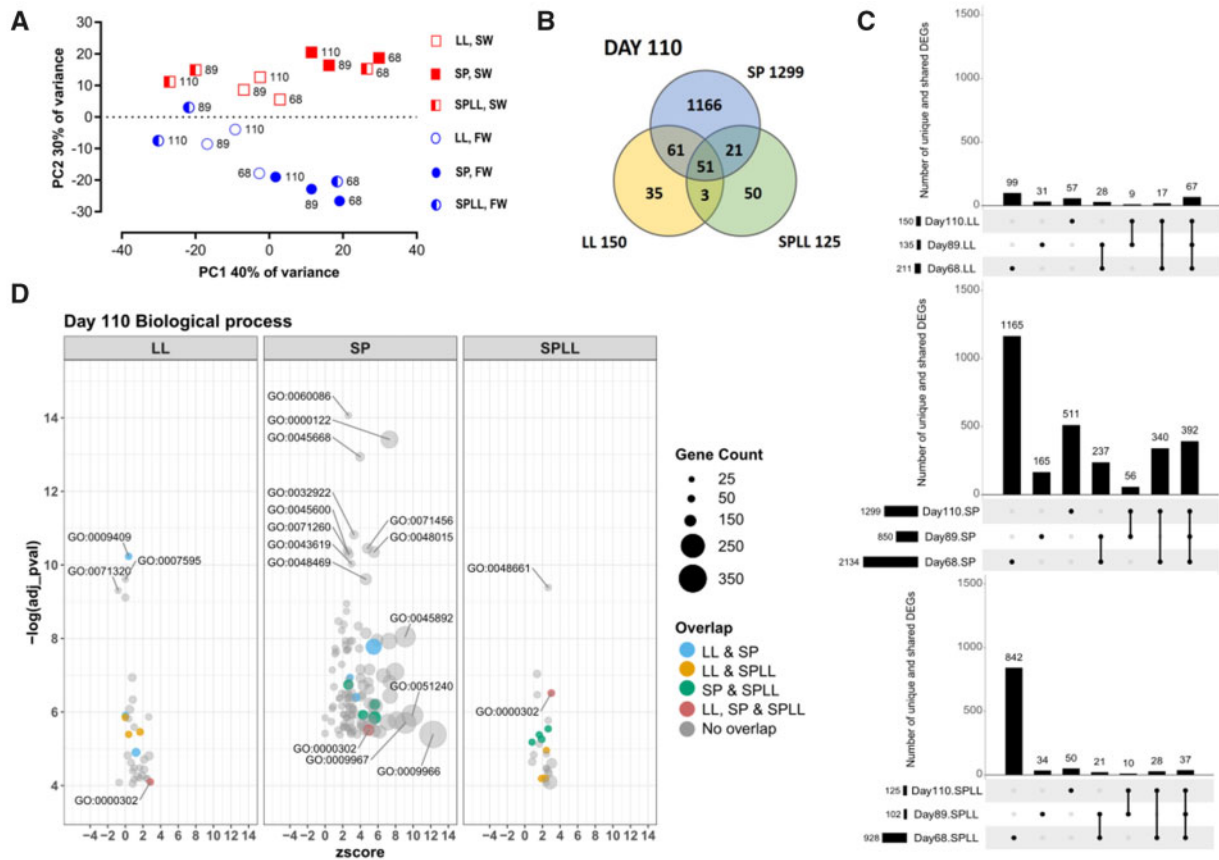 A
30
20
10
0
-10
-20
-30
PC2 30% of variance
110
89
110
89
68
110
89
68
68
89
110
110
89
68
110
89
68
68
-40
-20
0
20
40
PC1 40% of variance
LL, SW
SP, SW
SPLL, SW
LL, FW
SP, FW
SPLL, FW
B
DAY 110
SP 1299
1166
61
21
51
35
3
50
LL 150
SPLL 125
C
Number of unique and shared DEGs
1500
1000
500
0
99
31
57
28
9
17
67
150 Day110.LL
135 Day89.LL
211 Day68.LL
Number of unique and shared DEGs
1500
1000
500
0
1165
165
511
237
56
340
392
1299 Day110.SP
850 Day89.SP
2134 Day68.SP
Number of unique and shared DEGs
1500
1000
500
0
842
34
50
21
10
28
37
125 Day110.SPLL
102 Day89.SPLL
928 Day68.SPLL
D
Day 110 Biological process
LL
SP
SPLL
−log(adj_pval)
14
12
10
8
6
4
GO:0009409
GO:0007595
GO:0071320
GO:0000302
GO:0060086
GO:0000122
GO:0045668
GO:0032922
GO:0045600
GO:0071260
GO:0043619
GO:0048469
GO:0071456
GO:0048015
GO:0045892
GO:0051240
GO:0000302
GO:0009967
GO:0009966
GO:0048661
GO:0000302
−4 −2 0 2 4 6 8 10 12 14
−4 −2 0 2 4 6 8 10 12 14
−4 −2 0 2 4 6 8 10 12 14
zscore
Gene Count
25
50
150
250
350
Overlap
LL & SP
LL & SPLL
SP & SPLL
LL, SP & SPLL
No overlap